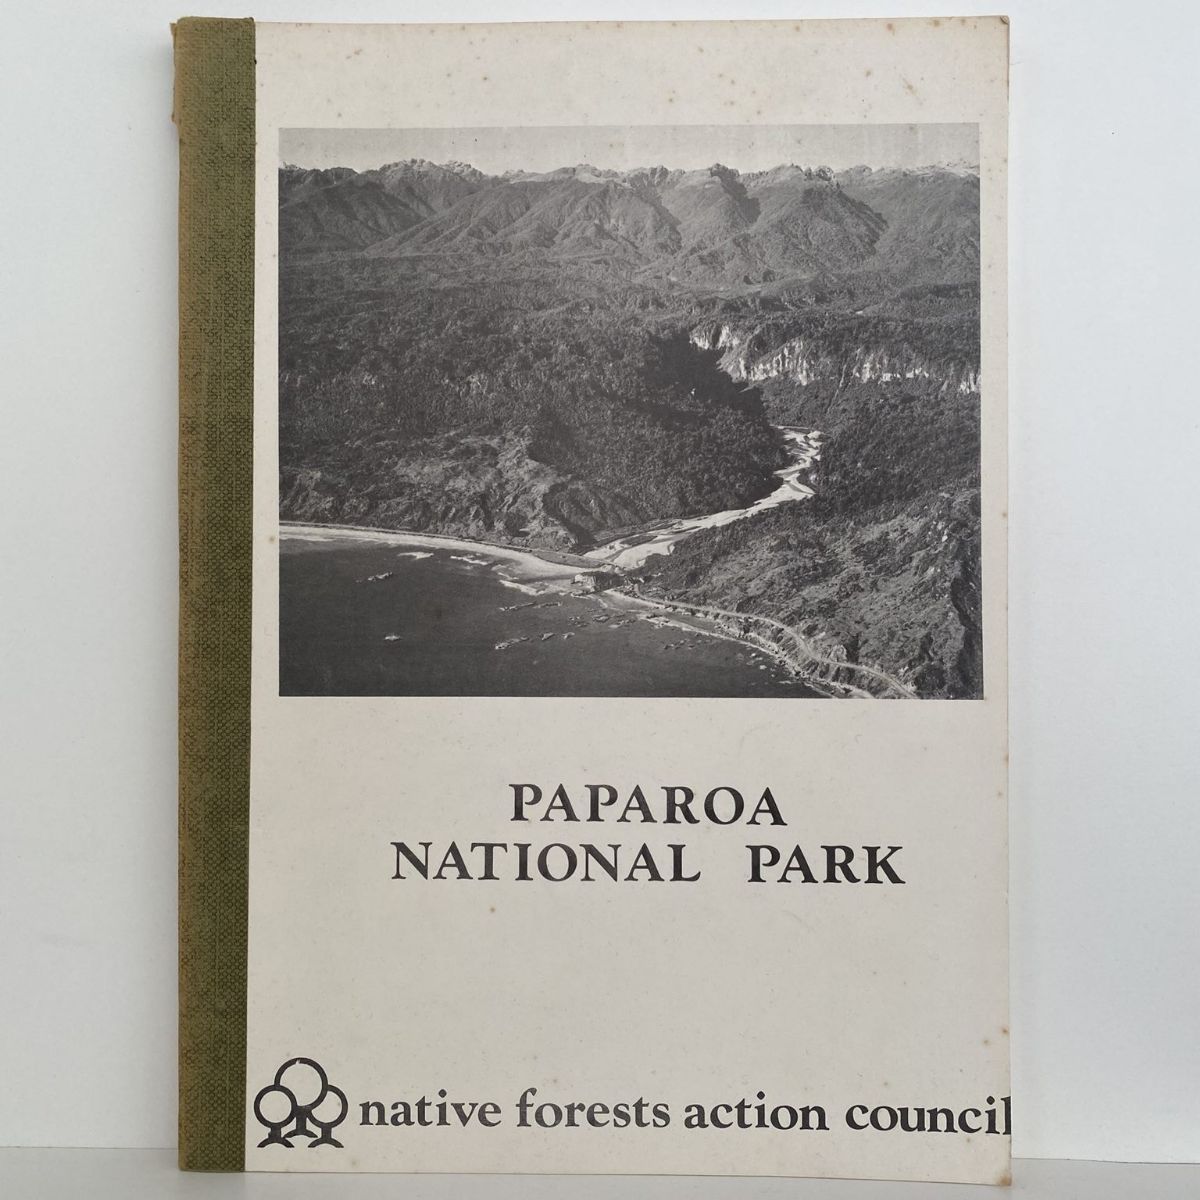 PAPAROA
NATIONAL PARK
native forests action council